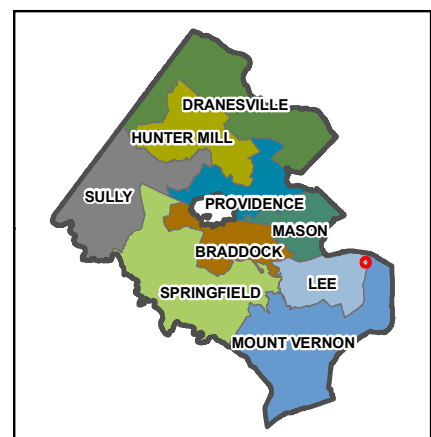 DRANESVILLE
HUNTER MILL
SULLY
PROVIDENCE
MASON
BRADDOCK
LEE
SPRINGFIELD
MOUNT VERNON